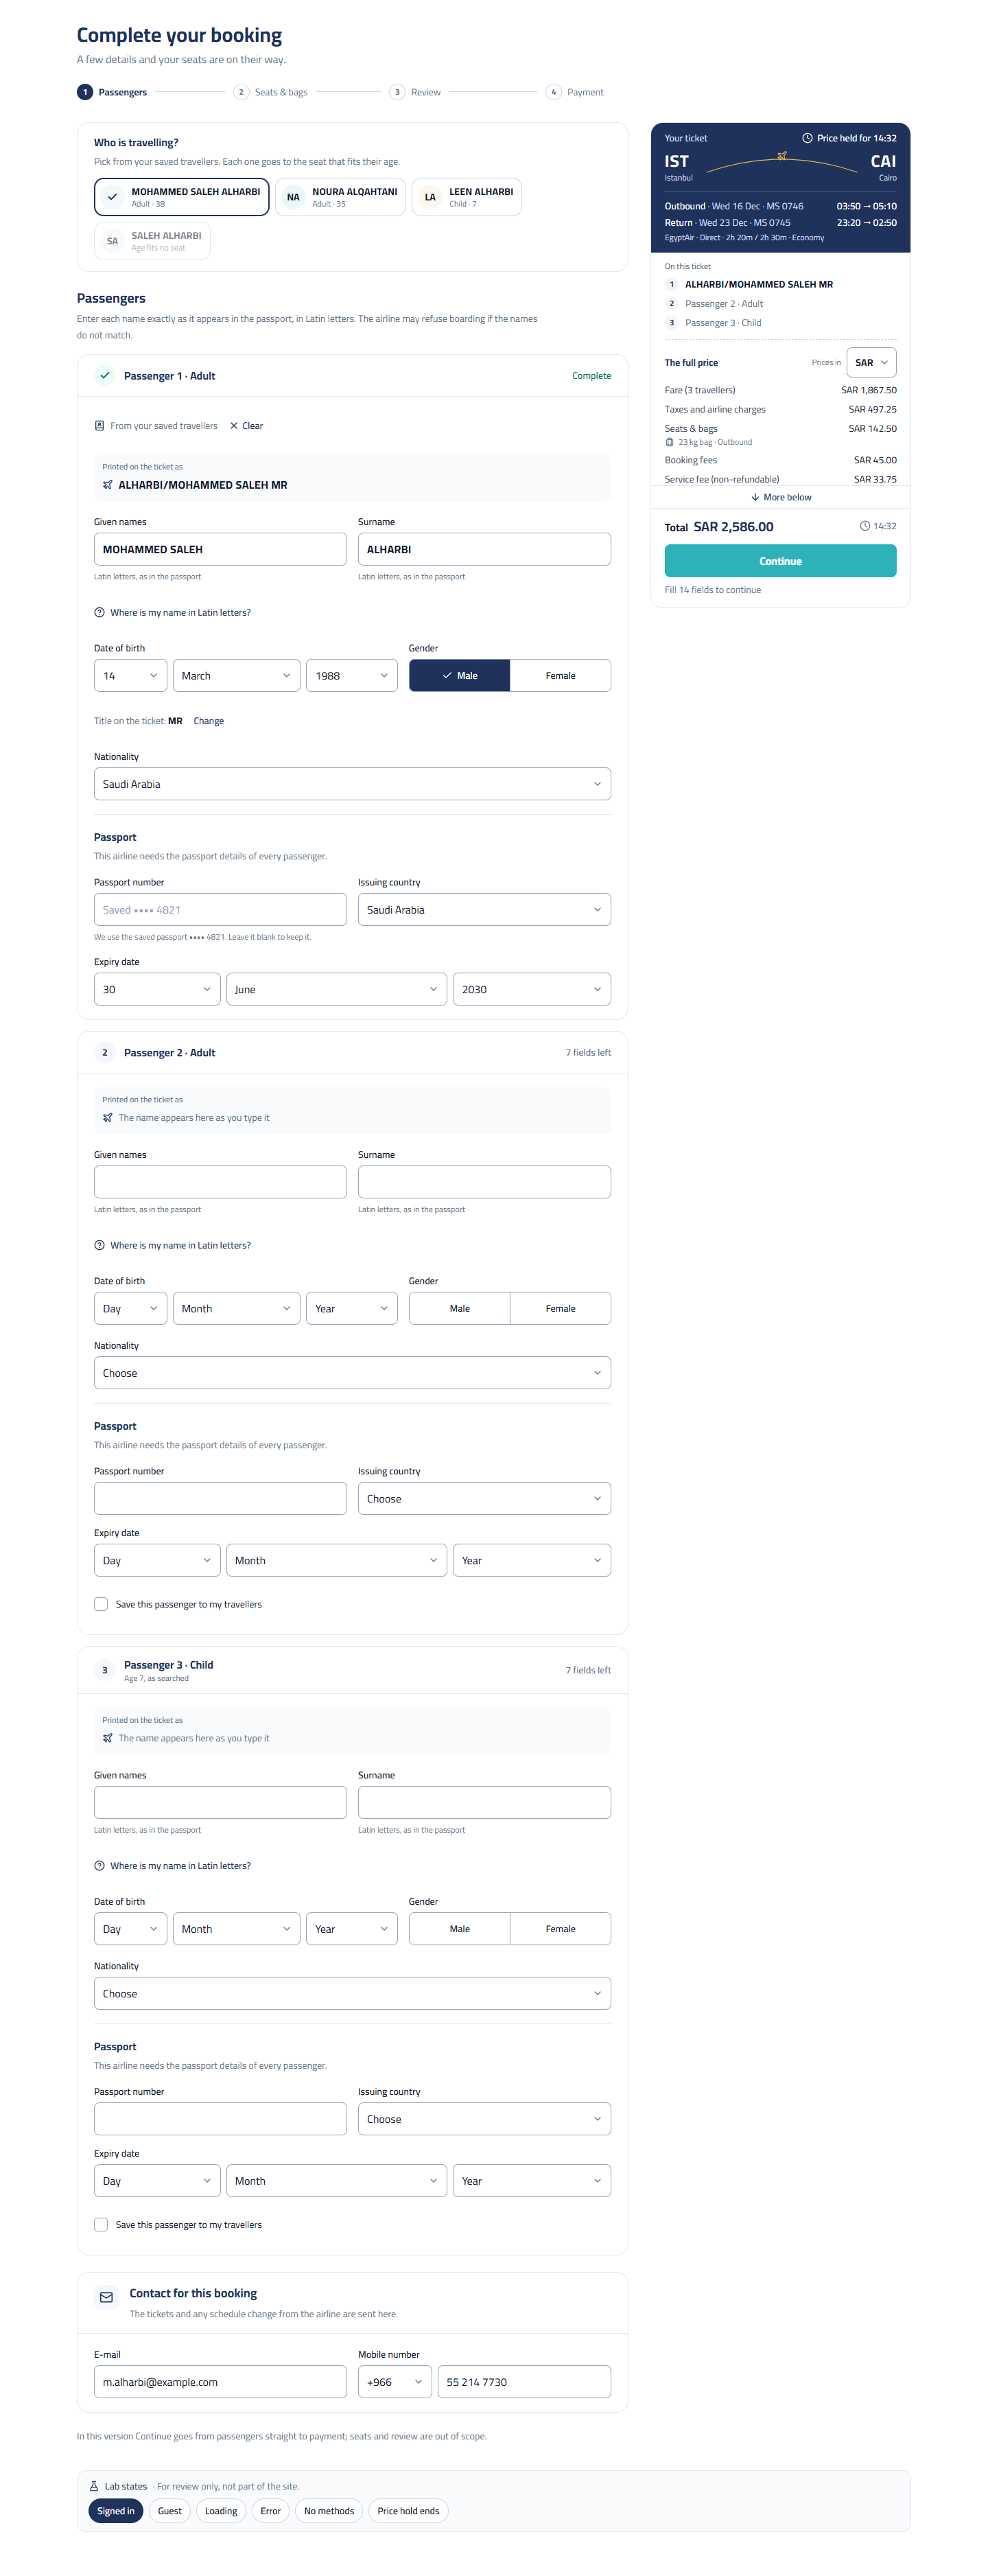 Complete your booking
A few details and your seats are on their way.
1 Passengers 2 Seats & bags 3 Review 4 Payment
Who is travelling?
Pick from your saved travellers. Each one goes to the seat that fits their age.
MOHAMMED SALEH ALHARBI
Adult · 38
NA NOURA ALQAHTANI
Adult · 35
LA LEEN ALHARBI
Child · 7
SA SALEH ALHARBI
Age fits no seat
Passengers
Enter each name exactly as it appears in the passport, in Latin letters. The airline may refuse boarding if the names
do not match.
Passenger 1 · Adult Complete
From your saved travellers Clear
Printed on the ticket as
ALHARBI/MOHAMMED SALEH MR
Given names Surname
MOHAMMED SALEH ALHARBI
Latin letters, as in the passport Latin letters, as in the passport
Where is my name in Latin letters?
Date of birth Gender
14 March 1988 Male Female
Title on the ticket: MR Change
Nationality
Saudi Arabia
Passport
This airline needs the passport details of every passenger.
Passport number Issuing country
Saved •••• 4821 Saudi Arabia
We use the saved passport •••• 4821. Leave it blank to keep it.
Expiry date
30 June 2030
2 Passenger 2 · Adult 7 fields left
Printed on the ticket as
The name appears here as you type it
Given names Surname
Latin letters, as in the passport Latin letters, as in the passport
Where is my name in Latin letters?
Date of birth Gender
Day Month Year Male Female
Nationality
Choose
Passport
This airline needs the passport details of every passenger.
Passport number Issuing country
Choose
Expiry date
Day Month Year
Save this passenger to my travellers
3 Passenger 3 · Child 7 fields left
Age 7, as searched
Printed on the ticket as
The name appears here as you type it
Given names Surname
Latin letters, as in the passport Latin letters, as in the passport
Where is my name in Latin letters?
Date of birth Gender
Day Month Year Male Female
Nationality
Choose
Passport
This airline needs the passport details of every passenger.
Passport number Issuing country
Choose
Expiry date
Day Month Year
Save this passenger to my travellers
Contact for this booking
The tickets and any schedule change from the airline are sent here.
E-mail Mobile number
m.alharbi@example.com +966 55 214 7730
In this version Continue goes from passengers straight to payment; seats and review are out of scope.
Your ticket Price held for 14:32
IST CAI
Istanbul Cairo
Outbound · Wed 16 Dec · MS 0746 03:50 → 05:10
Return · Wed 23 Dec · MS 0745 23:20 → 02:50
EgyptAir · Direct · 2h 20m / 2h 30m · Economy
On this ticket
1 ALHARBI/MOHAMMED SALEH MR
2 Passenger 2 · Adult
3 Passenger 3 · Child
The full price Prices in SAR
Fare (3 travellers) SAR 1,867.50
Taxes and airline charges SAR 497.25
Seats & bags SAR 142.50
23 kg bag · Outbound
Booking fees SAR 45.00
Service fee (non-refundable) SAR 33.75
More below
Total SAR 2,586.00 14:32
Continue
Fill 14 fields to continue
Lab states · For review only, not part of the site.
Signed in Guest Loading Error No methods Price hold ends